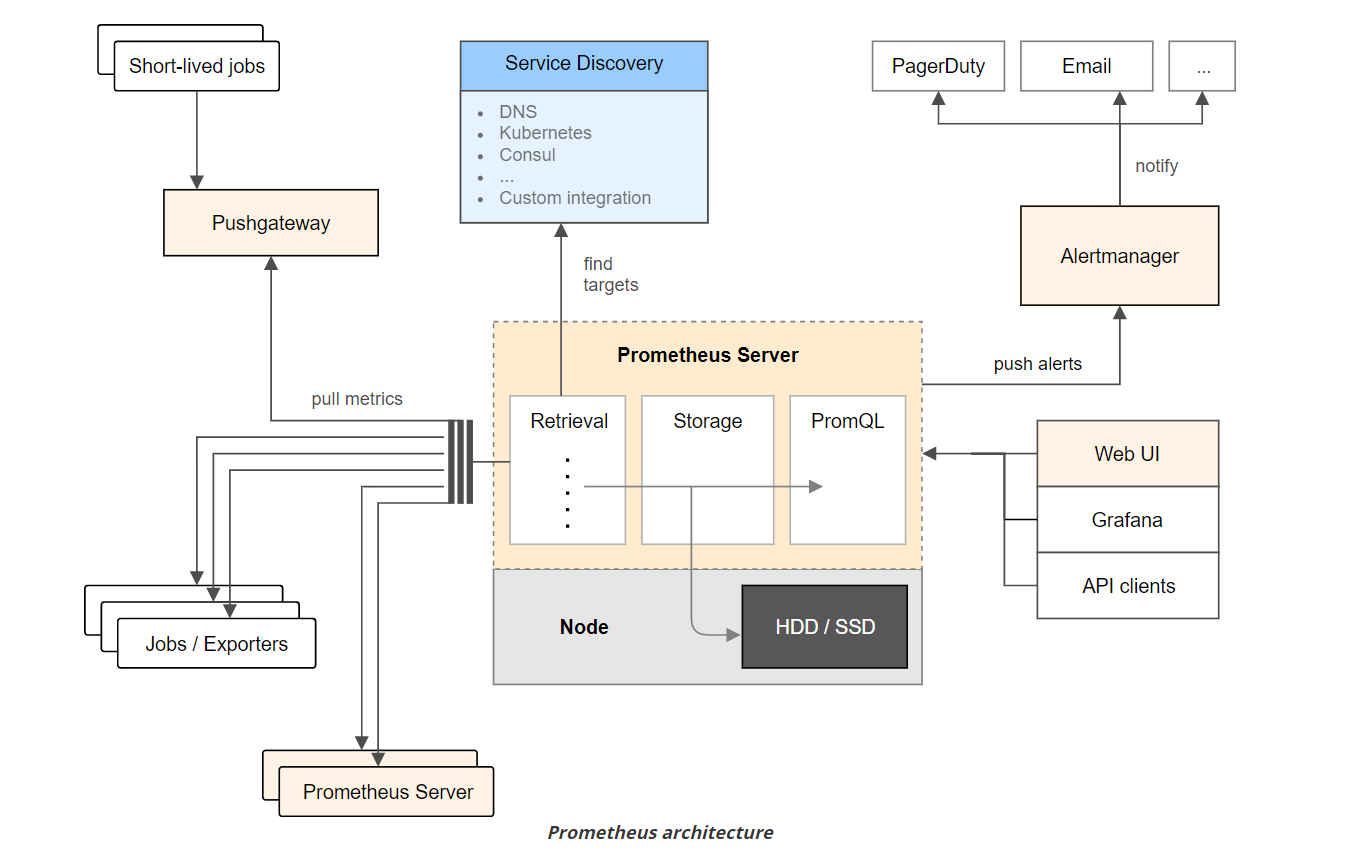 Short-lived jobs
Service Discovery
• DNS
• Kubernetes
• Consul
• ...
• Custom integration
PagerDuty
Email
...
notify
Pushgateway
Alertmanager
find
targets
Prometheus Server
push alerts
pull metrics
Retrieval
Storage
PromQL
Web UI
Grafana
API clients
Node
HDD / SSD
Jobs / Exporters
Prometheus Server
Prometheus architecture